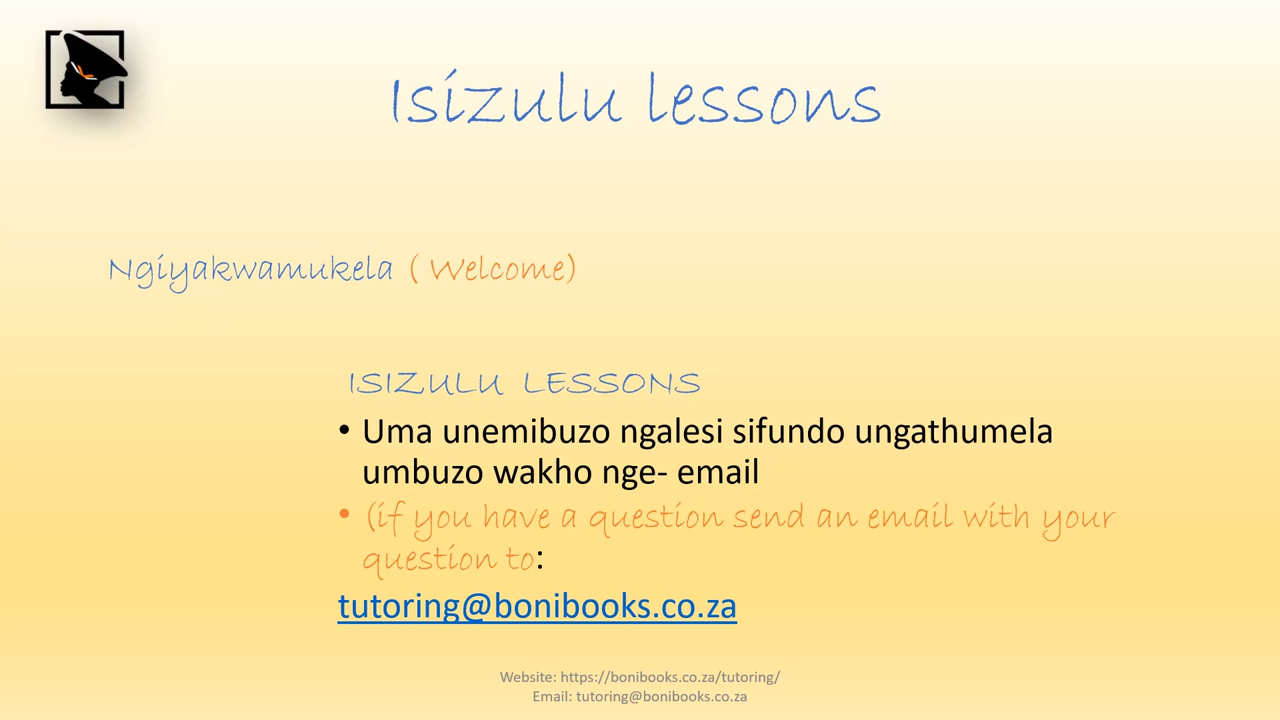 Isizulu lessons
Ngiyakwamukela ( Welcome)
ISIZULU LESSONS
• Uma unemibuzo ngalesi sifundo ungathumela
umbuzo wakho nge- email
• (if you have a question send an email with your
question to:
tutoring@bonibooks.co.za
Website: https://bonibooks.co.za/tutoring/
Email: tutoring@bonibooks.co.za